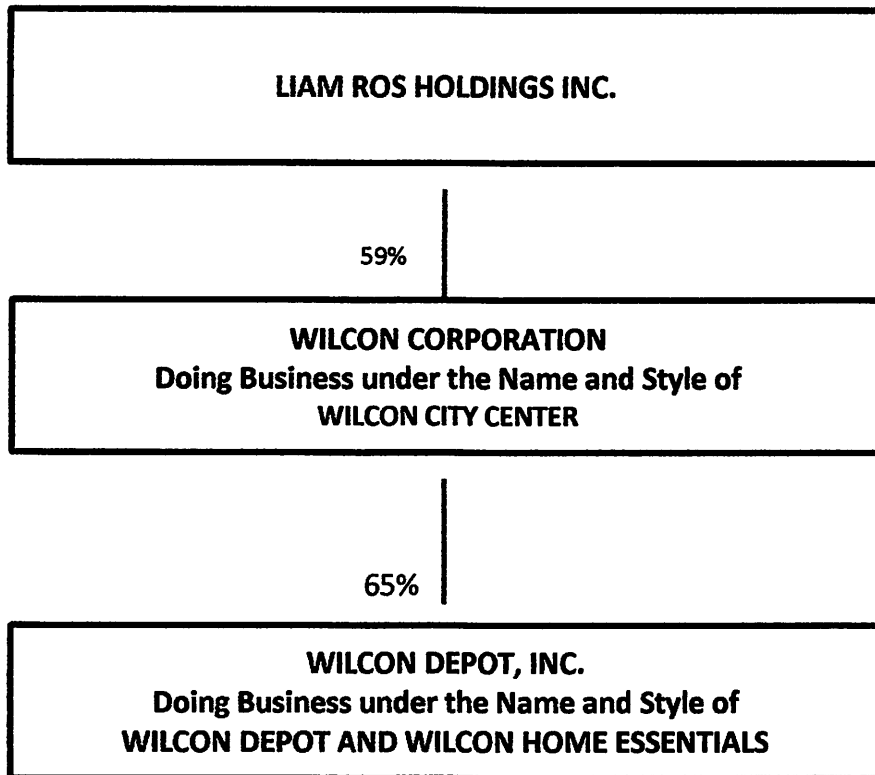 LIAM ROS HOLDINGS INC.
59%
WILCON CORPORATION
Doing Business under the Name and Style of
WILCON CITY CENTER
65%
WILCON DEPOT, INC.
Doing Business under the Name and Style of
WILCON DEPOT AND WILCON HOME ESSENTIALS